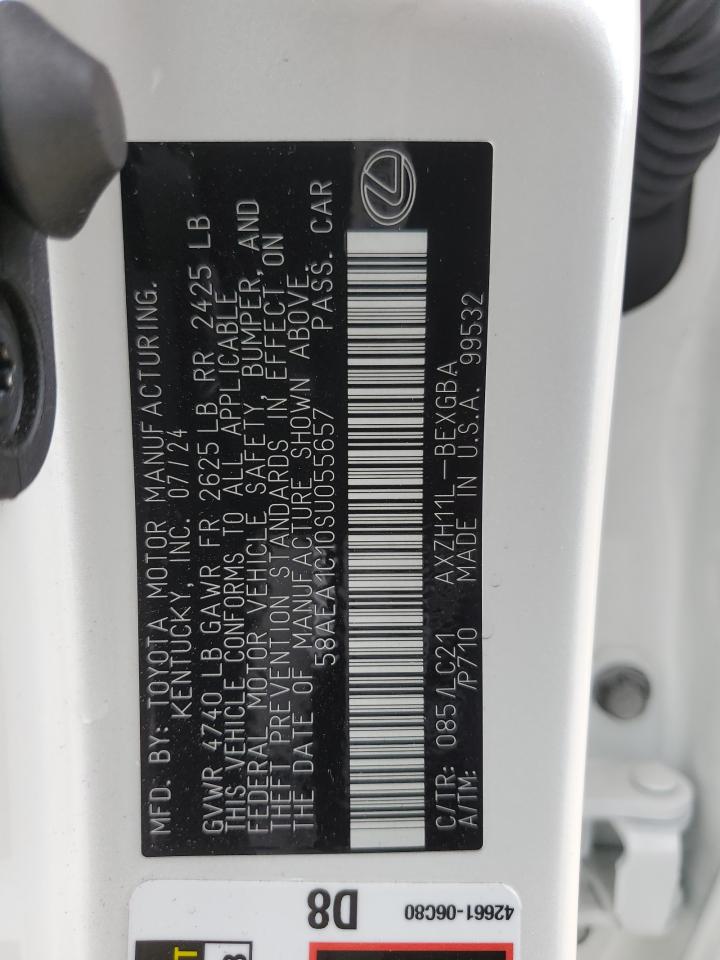 MFD. BY: TOYOTA MOTOR MANUFACTURING.
KENTUCKY, INC. 07/24
GVWR 4740 LB GAWR FR 2625 LB RR 2425 LB
THIS VEHICLE CONFORMS TO ALL APPLICABLE
FEDERAL MOTOR VEHICLE SAFETY, BUMPER, AND
THEFT PREVENTION STANDARDS IN EFFECT ON
THE DATE OF MANUFACTURE SHOWN ABOVE.
58AEA1C10SU055657 PASS. CAR
C/TR: 085/LC21 AXZH11L-BEXGBA
A/TM: /P710 MADE IN U.S.A. 99532
D8
42661-06C80